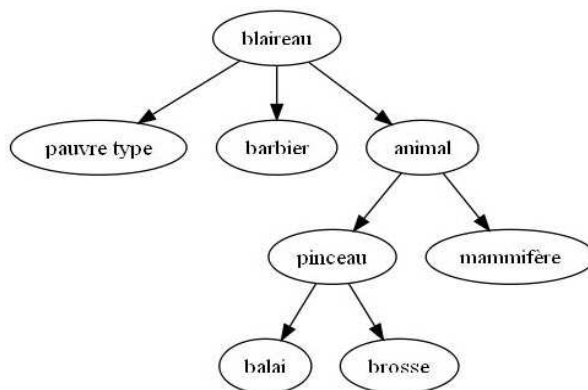 blaireau
pauvre type
barbier
animal
pinceau
mammifère
balai
brosse